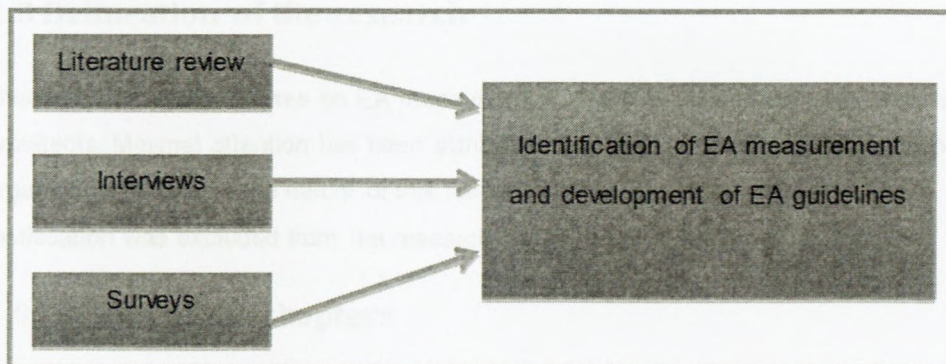 Literature review
Interviews
Surveys
Identification of EA measurement
and development of EA guidelines